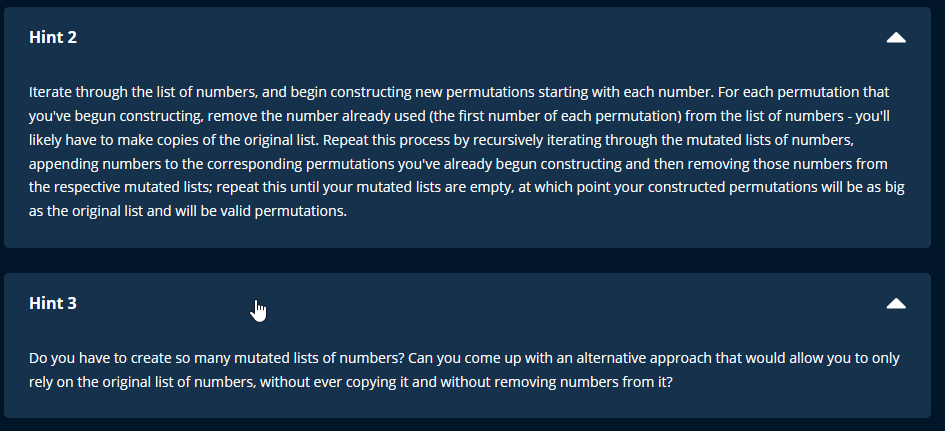 Hint 2
Iterate through the list of numbers, and begin constructing new permutations starting with each number. For each permutation that
you've begun constructing, remove the number already used (the first number of each permutation) from the list of numbers - you'll
likely have to make copies of the original list. Repeat this process by recursively iterating through the mutated lists of numbers,
appending numbers to the corresponding permutations you've already begun constructing and then removing those numbers from
the respective mutated lists; repeat this until your mutated lists are empty, at which point your constructed permutations will be as big
as the original list and will be valid permutations.
Hint 3
Do you have to create so many mutated lists of numbers? Can you come up with an alternative approach that would allow you to only
rely on the original list of numbers, without ever copying it and without removing numbers from it?